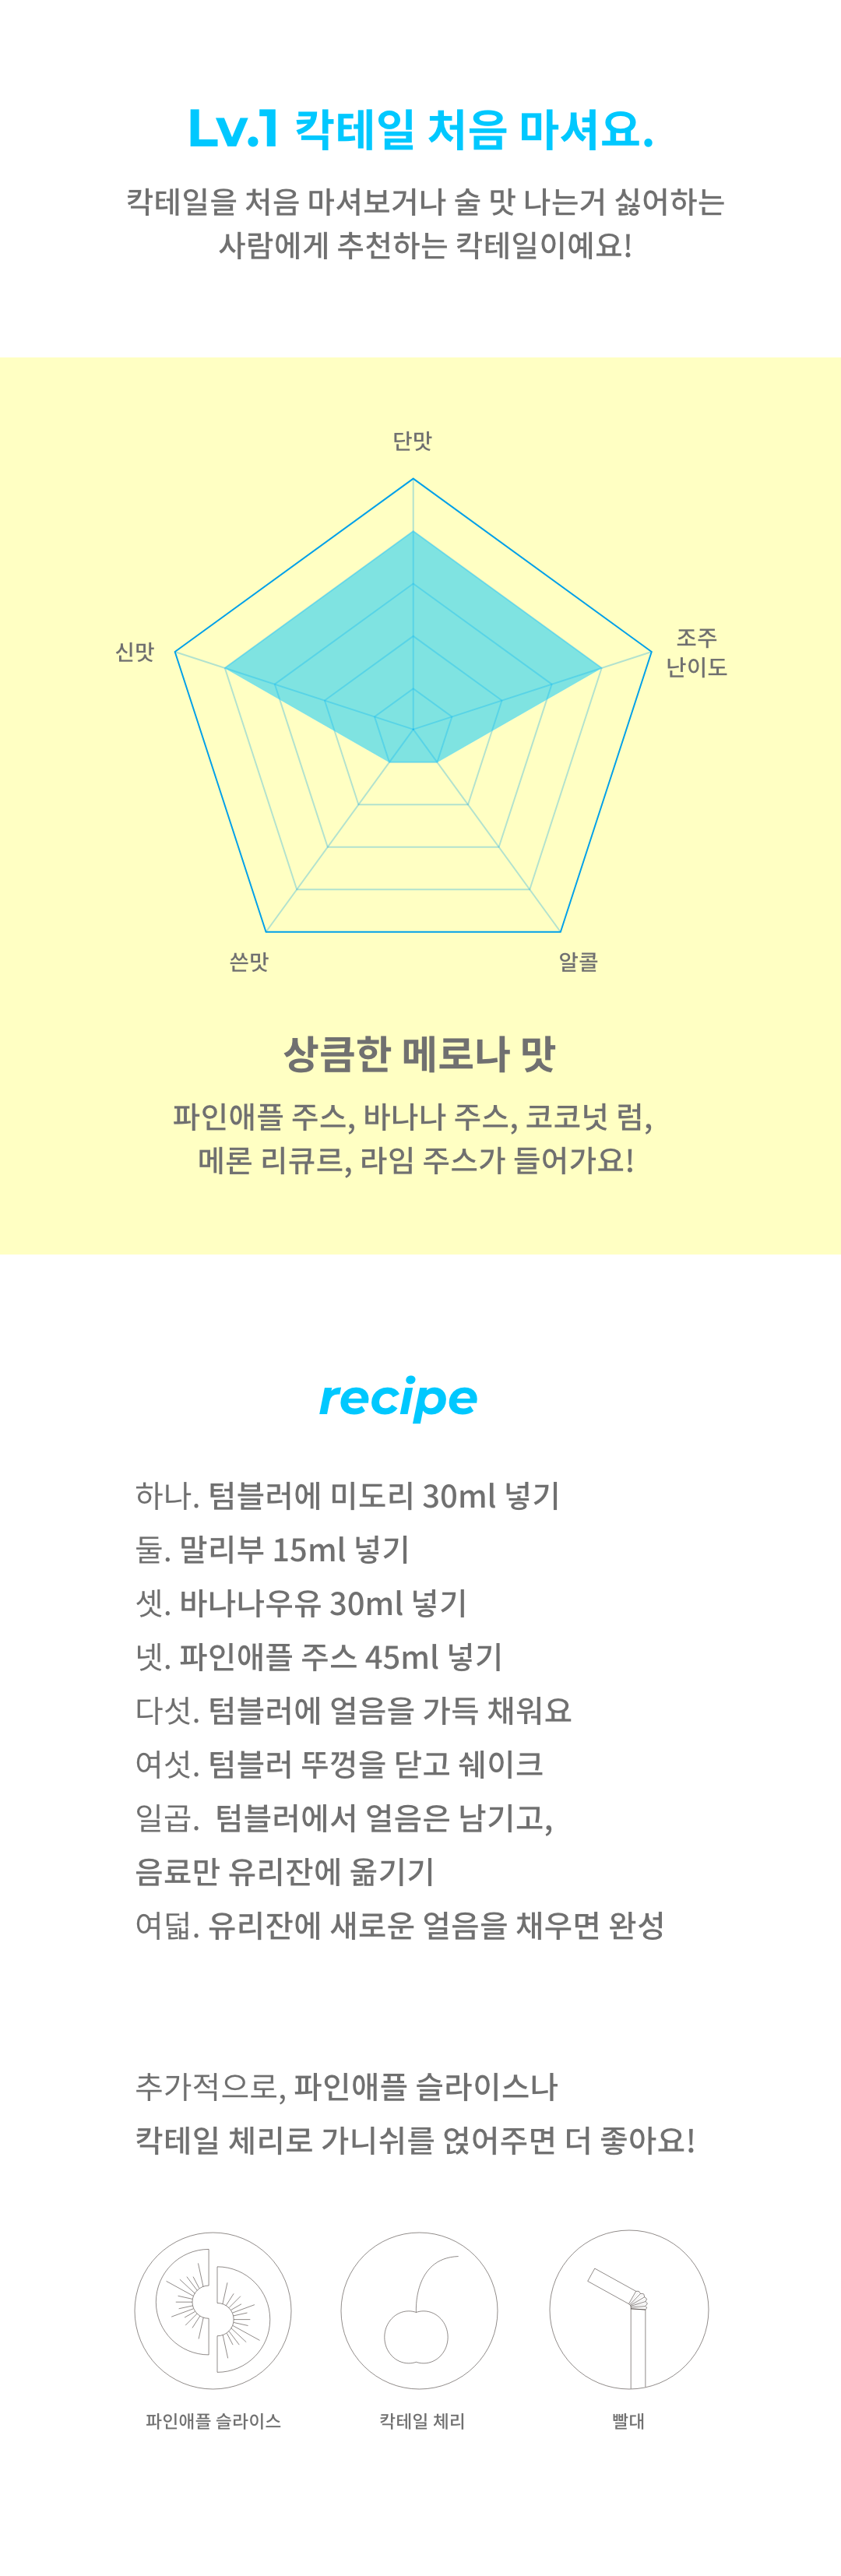 Lv.1 칵테일 처음 마셔요.
칵테일을 처음 마셔보거나 술 맛 나는거 싫어하는
사람에게 추천하는 칵테일이예요!
단맛
조주
난이도
신맛
쓴맛
알콜
상큼한 메로나 맛
파인애플 주스, 바나나 주스, 코코넛 럼,
메론 리큐르, 라임 주스가 들어가요!
recipe
하나. 텀블러에 미도리 30ml 넣기
둘. 말리부 15ml 넣기
셋. 바나나우유 30ml 넣기
넷. 파인애플 주스 45ml 넣기
다섯. 텀블러에 얼음을 가득 채워요
여섯. 텀블러 뚜껑을 닫고 쉐이크
일곱. 텀블러에서 얼음은 남기고,
음료만 유리잔에 옮기기
여덟. 유리잔에 새로운 얼음을 채우면 완성
추가적으로, 파인애플 슬라이스나
칵테일 체리로 가니쉬를 얹어주면 더 좋아요!
파인애플 슬라이스
칵테일 체리
빨대